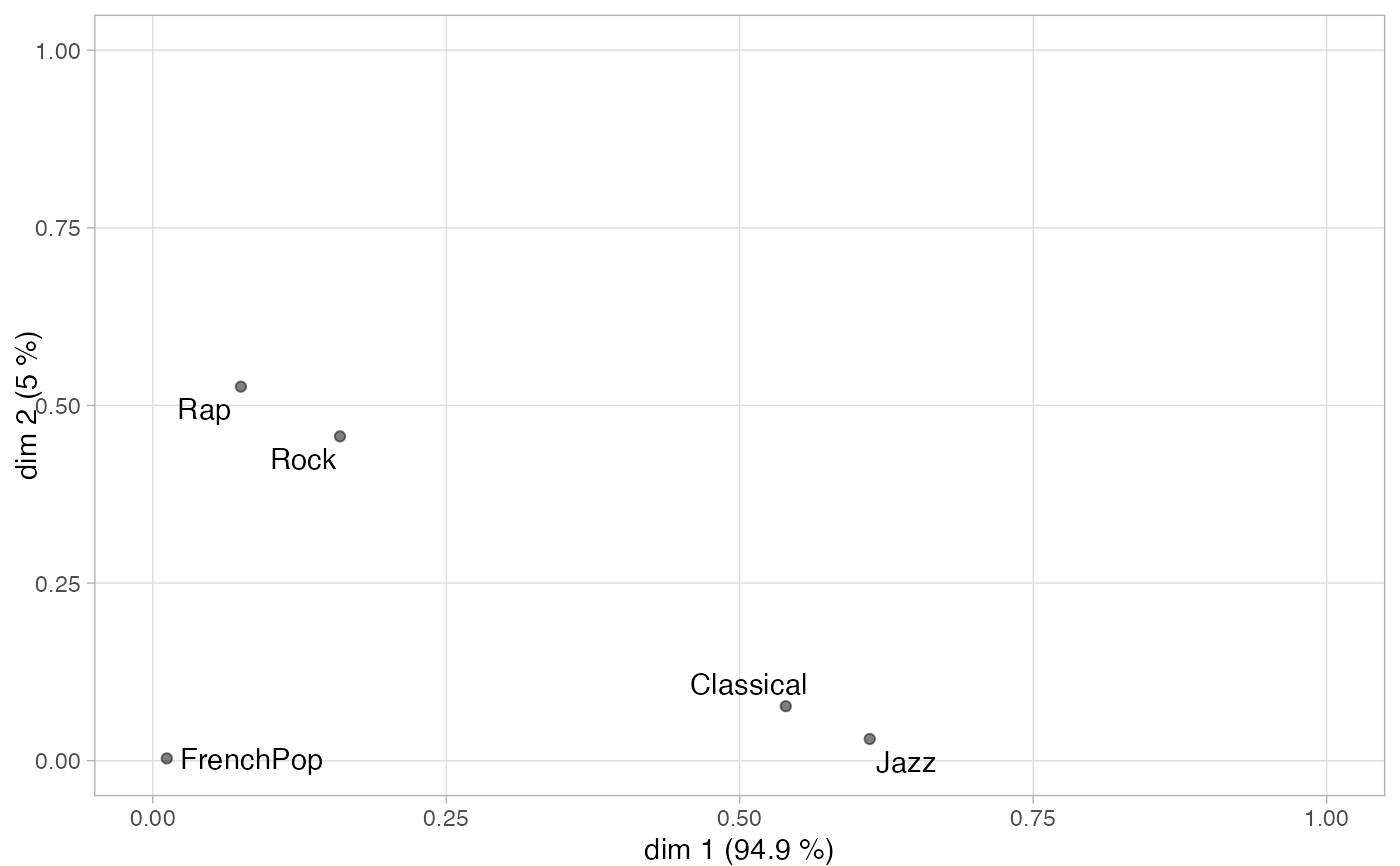 1.00
0.75
0.50
0.25
0.00
dim 2 (5 %)
Rap
Rock
Classical
FrenchPop
Jazz
0.00 0.25 0.50 0.75 1.00
dim 1 (94.9 %)